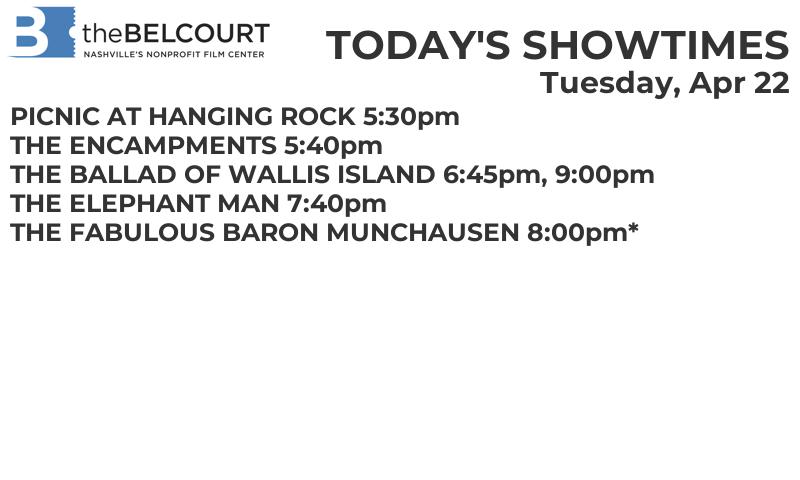 B theBELCOURT
NASHVILLE'S NONPROFIT FILM CENTER
TODAY'S SHOWTIMES
Tuesday, Apr 22
PICNIC AT HANGING ROCK 5:30pm
THE ENCAMPMENTS 5:40pm
THE BALLAD OF WALLIS ISLAND 6:45pm, 9:00pm
THE ELEPHANT MAN 7:40pm
THE FABULOUS BARON MUNCHAUSEN 8:00pm*